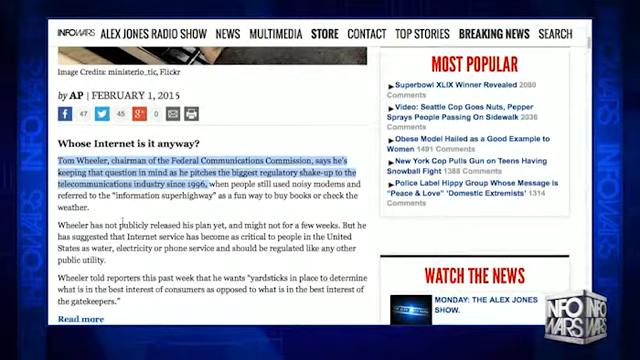 INFOWARS
ALEX JONES RADIO SHOW NEWS MULTIMEDIA STORE CONTACT TOP STORIES BREAKING NEWS SEARCH
Image Credits: ministerio_tic, Flickr
by AP | FEBRUARY 1, 2015
87
45
0
Whose Internet is it anyway?
Tom Wheeler, chairman of the Federal Communications Commission, says he's
keeping that question in mind as he pitches the biggest regulatory shake-up to the
telecommunications industry since 1996, when people still used noisy modems and
referred to the "information superhighway" as a fun way to buy books or check the
weather.
Wheeler has not publicly released his plan yet, and might not for a few weeks. But
he has suggested that Internet service has become as critical to people in the United
States as water, electricity or phone service and should be regulated like any other
public utility.
Wheeler told reporters this past week that he wants "yardsticks in place to determine
what is in the best interest of consumers as opposed to what is in the best interest of
the gatekeepers."
Read more
MOST POPULAR
Superbowl XLIX Winner Revealed 2080
Comments
Video: Seattle Cop Goes Nuts, Pepper
Sprays People Passing On Sidewalk 2036
Comments
Obese Model Hailed as a Good Example to
Women 1491 Comments
New York Cop Pulls Gun on Teens Having
Snowball Fight 1388 Comments
Police Label Hippy Group Whose Message is
"Peace & Love" 'Domestic Extremists' 1314
Comments
WATCH THE NEWS
MONDAY: THE ALEX JONES
SHOW.
INFO
WARS
INFO
WARS